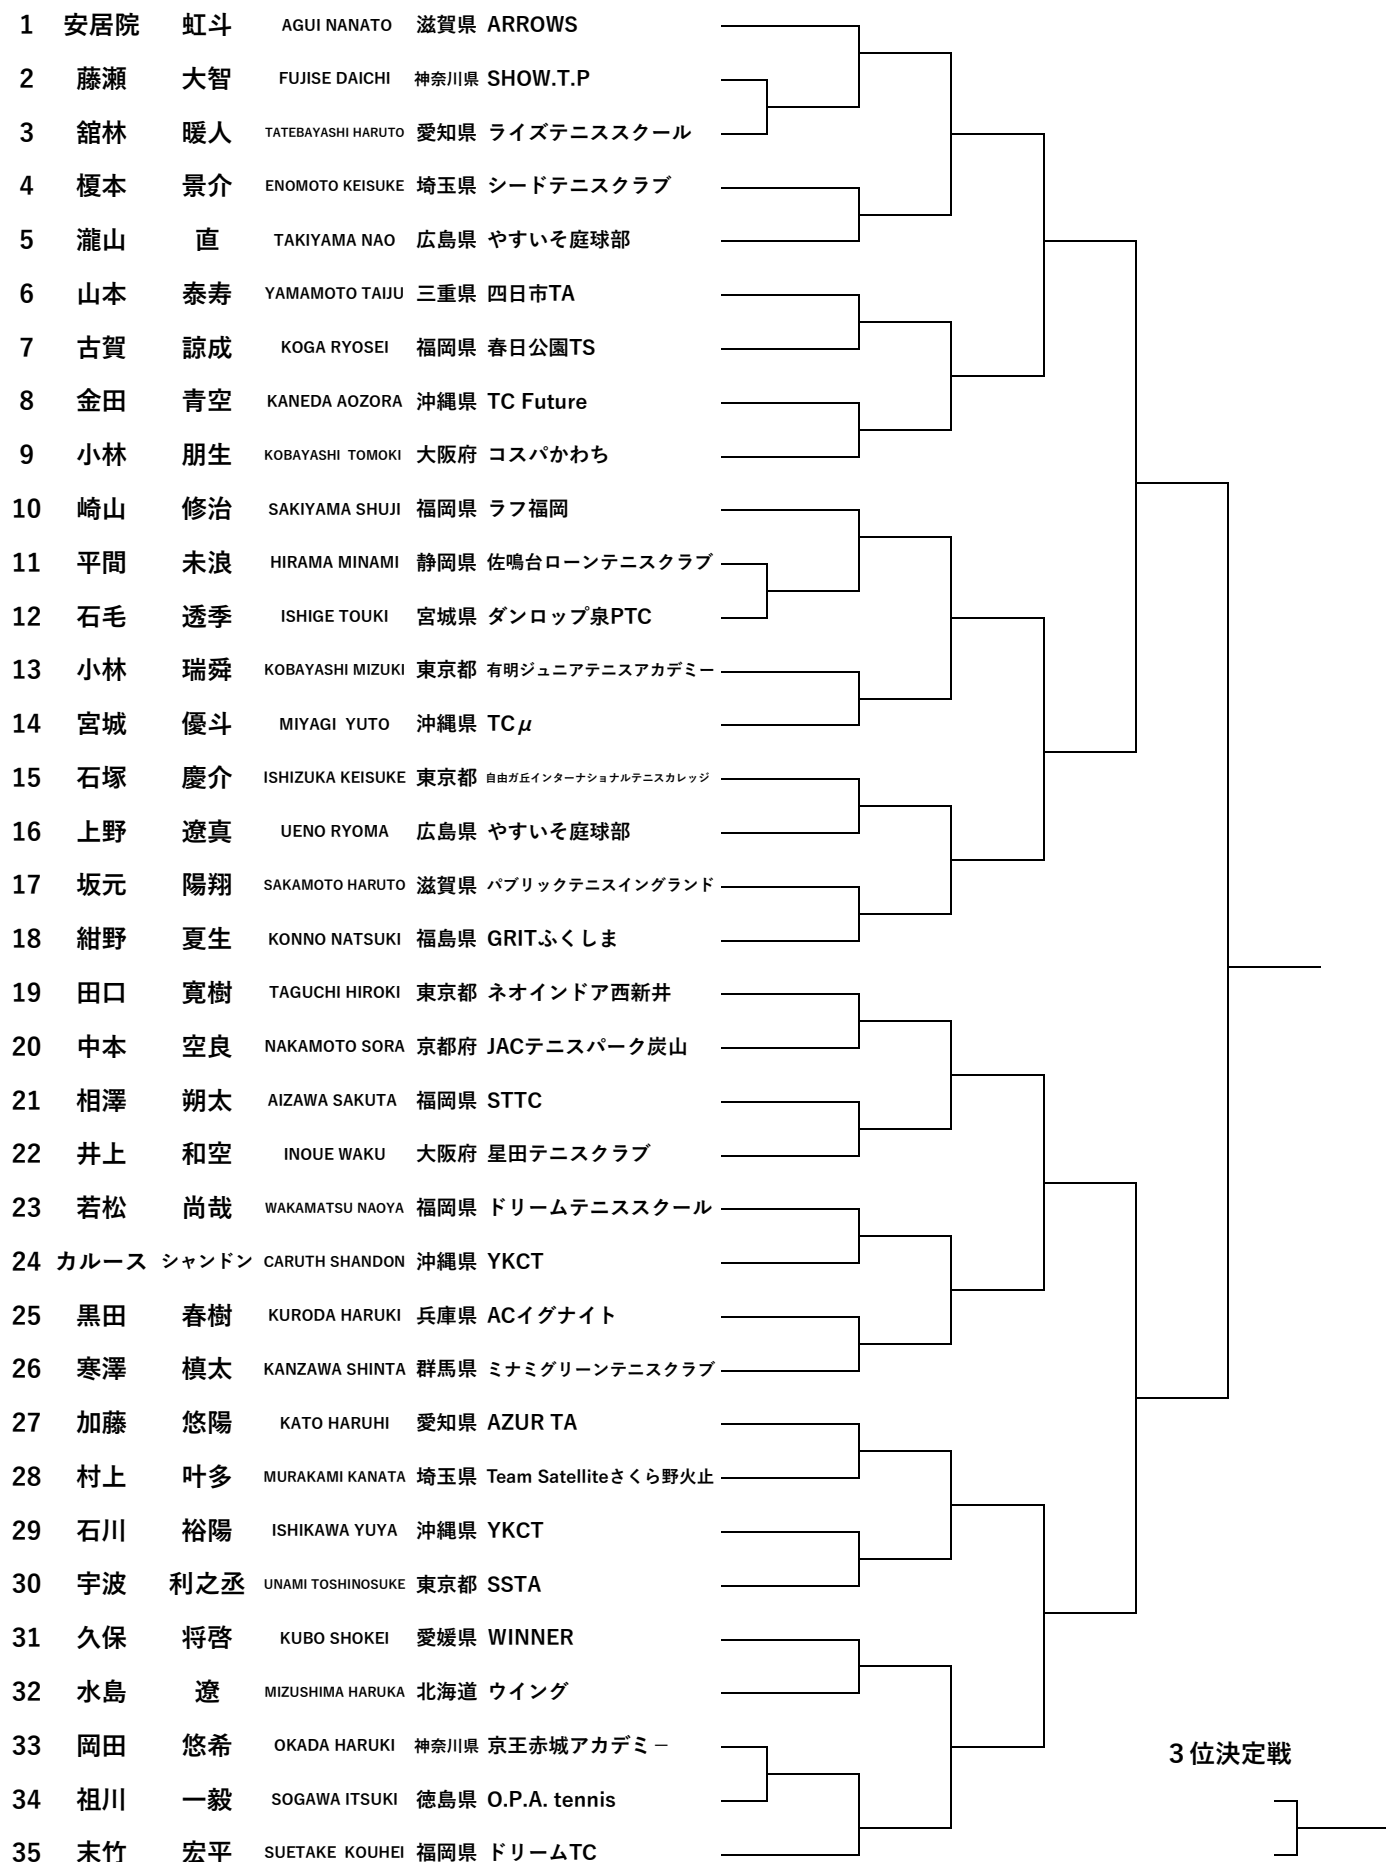 1 安居院 虹斗 AGUI NANATO 滋賀県 ARROWS
2 藤瀬 大智 FUJISE DAICHI 神奈川県 SHOW.T.P
3 舘林 暖人 TATEBAYASHI HARUTO 愛知県 ライズテニススクール
4 榎本 景介 ENOMOTO KEISUKE 埼玉県 シードテニスクラブ
5 瀧山 直 TAKIYAMA NAO 広島県 やすいそ庭球部
6 山本 泰寿 YAMAMOTO TAIJU 三重県 四日市TA
7 古賀 諒成 KOGA RYOSEI 福岡県 春日公園TS
8 金田 青空 KANEDA AOZORA 沖縄県 TC Future
9 小林 朋生 KOBAYASHI TOMOKI 大阪府 コスパかわち
10 崎山 修治 SAKIYAMA SHUJI 福岡県 ラフ福岡
11 平間 未浪 HIRAMA MINAMI 静岡県 佐鳴台ローンテニスクラブ
12 石毛 透季 ISHIGE TOUKI 宮城県 ダンロップ泉PTC
13 小林 瑞舜 KOBAYASHI MIZUKI 東京都 有明ジュニアテニスアカデミー
14 宮城 優斗 MIYAGI YUTO 沖縄県 TCμ
15 石塚 慶介 ISHIZUKA KEISUKE 東京都 自由ガ丘インターナショナルテニスカレッジ
16 上野 遼真 UENO RYOMA 広島県 やすいそ庭球部
17 坂元 陽翔 SAKAMOTO HARUTO 滋賀県 パブリックテニスイングランド
18 紺野 夏生 KONNO NATSUKI 福島県 GRITふくしま
19 田口 寛樹 TAGUCHI HIROKI 東京都 ネオインドア西新井
20 中本 空良 NAKAMOTO SORA 京都府 JACテニスパーク炭山
21 相澤 朔太 AIZAWA SAKUTA 福岡県 STTC
22 井上 和空 INOUE WAKU 大阪府 星田テニスクラブ
23 若松 尚哉 WAKAMATSU NAOYA 福岡県 ドリームテニススクール
24 カルース シャンドン CARUTH SHANDON 沖縄県 YKCT
25 黒田 春樹 KURODA HARUKI 兵庫県 ACイグナイト
26 寒澤 槙太 KANZAWA SHINTA 群馬県 ミナミグリーンテニスクラブ
27 加藤 悠陽 KATO HARUHI 愛知県 AZUR TA
28 村上 叶多 MURAKAMI KANATA 埼玉県 Team Satelliteさくら野火止
29 石川 裕陽 ISHIKAWA YUYA 沖縄県 YKCT
30 宇波 利之丞 UNAMI TOSHINOSUKE 東京都 SSTA
31 久保 将啓 KUBO SHOKEI 愛媛県 WINNER
32 水島 遼 MIZUSHIMA HARUKA 北海道 ウイング
33 岡田 悠希 OKADA HARUKI 神奈川県 京王赤城アカデミ－
３位決定戦
34 祖川 一毅 SOGAWA ITSUKI 徳島県 O.P.A. tennis
35 末竹 宏平 SUETAKE KOUHEI 福岡県 ドリームTC